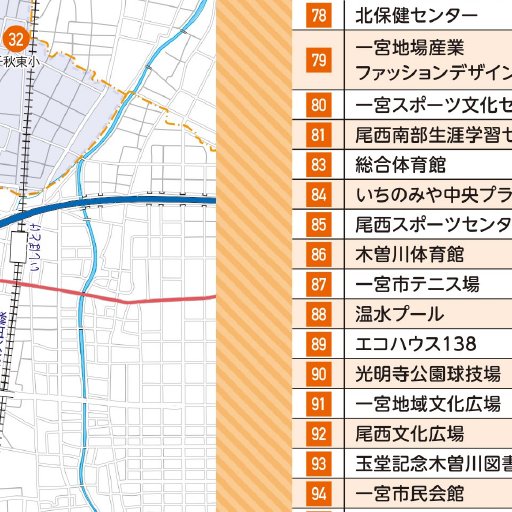 32
千秋東小
78 北保健センター
79 一宮地場産業
ファッションデザイン
80 一宮スポーツ文化セ
81 尾西南部生涯学習セ
83 総合体育館
84 いちのみや中央プラ
85 尾西スポーツセンタ
86 木曽川体育館
87 一宮市テニス場
88 温水プール
89 エコハウス138
90 光明寺公園球技場
91 一宮地域文化広場
92 尾西文化広場
93 玉堂記念木曽川図書
94 一宮市民会館